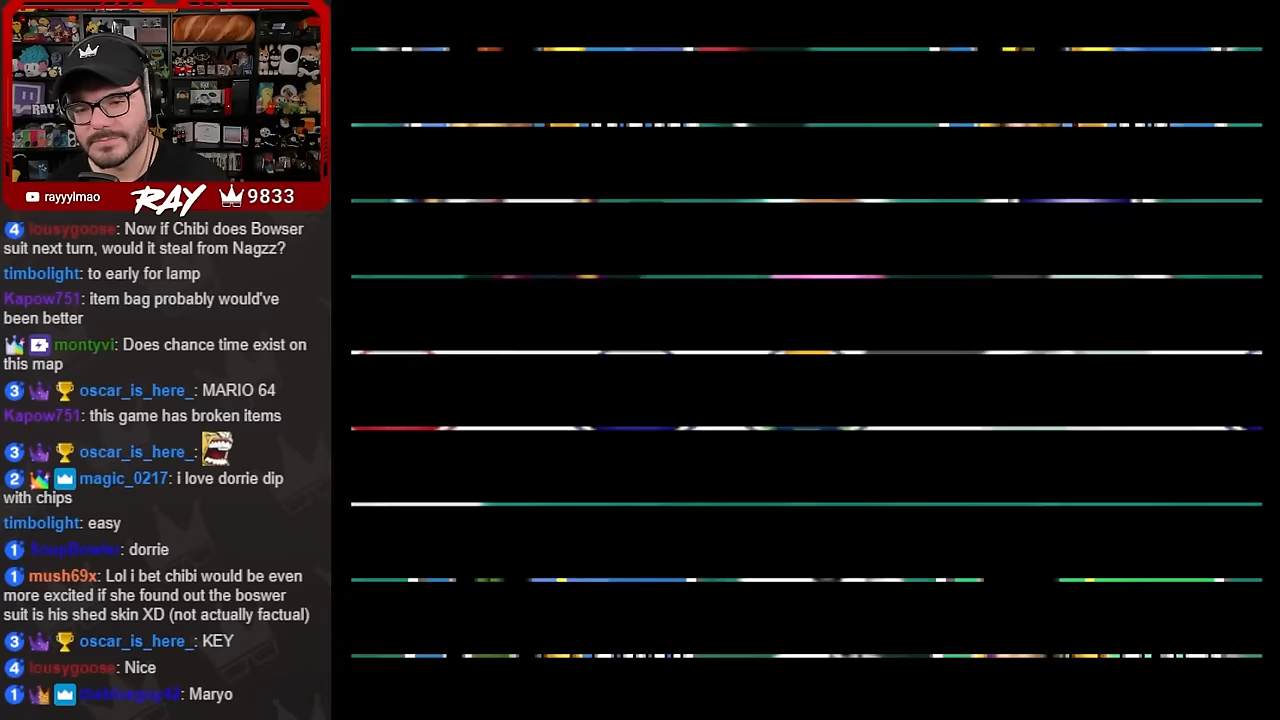 rayyylmao RAY 9833
lousygoose: Now if Chibi does Bowser
suit next turn, would it steal from Nagzz?
timbolight: to early for lamp
Kapow751: item bag probably would've
been better
montyvi: Does chance time exist on
this map
3 oscar_is_here_: MARIO 64
Kapow751: this game has broken items
3 oscar_is_here_:
2 magic_0217: i love dorrie dip
with chips
timbolight: easy
1 ScupBowler: dorrie
1 mush69x: Lol i bet chibi would be even
more excited if she found out the boswer
suit is his shed skin XD (not actually factual)
3 oscar_is_here_: KEY
4 lousygoose: Nice
1 theblueguy42: Maryo